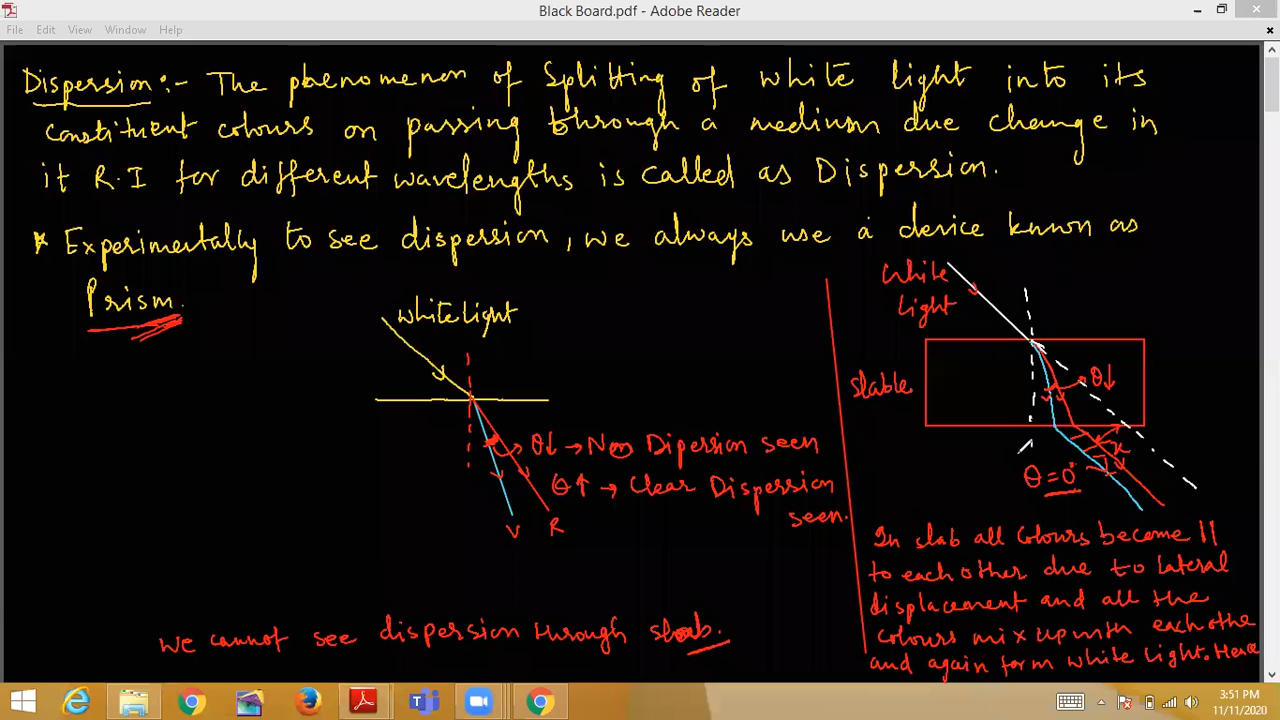 Black Board.pdf - Adobe Reader
File Edit View Window Help
Dispersion :- The phenomenon of Splitting of white light into its
constituent colours on passing through a medium due change in
it R.I for different wavelengths is called as Dispersion.
* Experimentally to see dispersion, we always use a device known as
Prism.
white light
θ↓ → Non Dipersion seen
θ↑ → Clear Dispersion
seen.
V R
we cannot see dispersion through slab.
White
light
slable
θ↓
x
θ = 0°
In slab all colours become ||
to each other due to lateral
displacement and all the
colours mix up with each othe
and again form white light. Hence
3:51 PM
11/11/2020